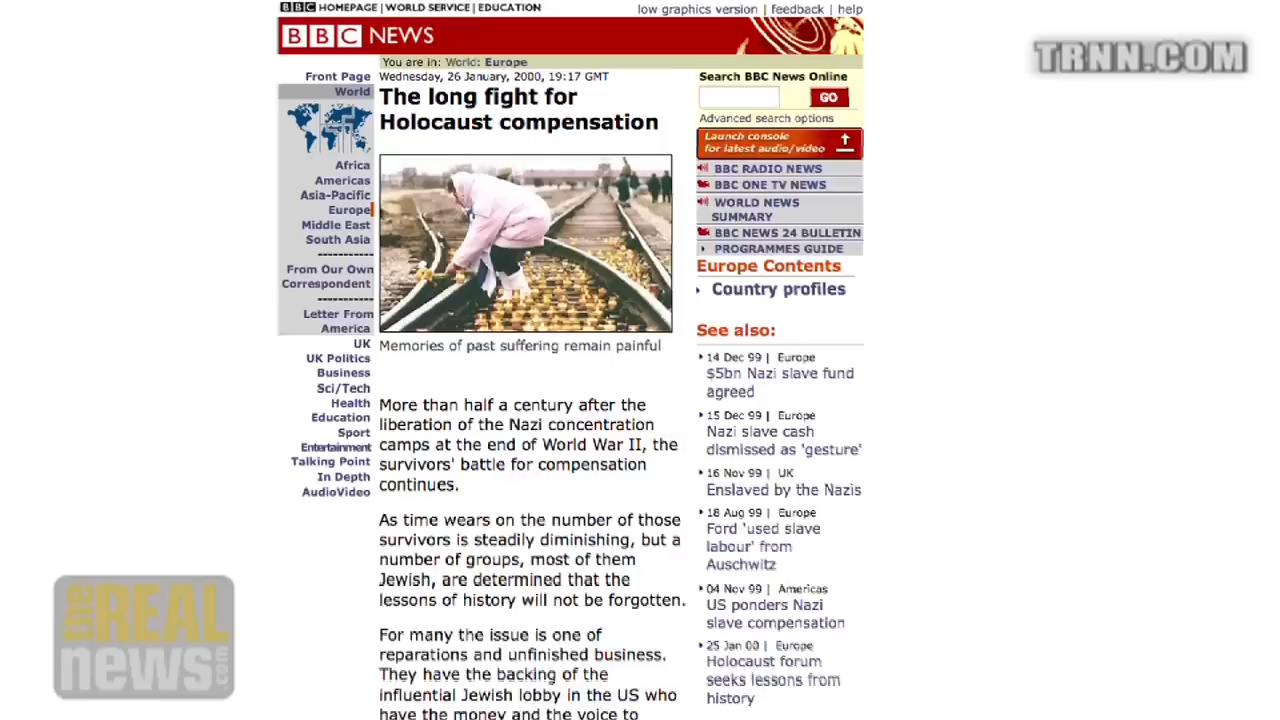 BBC HOMEPAGE | WORLD SERVICE | EDUCATION
low graphics version | feedback | help
BBC NEWS
TRNN.COM
You are in: World: Europe
Front Page
World
Africa
Americas
Asia-Pacific
Europe
Middle East
South Asia
From Our Own
Correspondent
Letter From
America
UK
UK Politics
Business
Sci/Tech
Health
Education
Sport
Entertainment
Talking Point
In Depth
AudioVideo
Wednesday, 26 January, 2000, 19:17 GMT
The long fight for
Holocaust compensation
Memories of past suffering remain painful
More than half a century after the
liberation of the Nazi concentration
camps at the end of World War II, the
survivors' battle for compensation
continues.
As time wears on the number of those
survivors is steadily diminishing, but a
number of groups, most of them
Jewish, are determined that the
lessons of history will not be forgotten.
For many the issue is one of
reparations and unfinished business.
They have the backing of the
influential Jewish lobby in the US who
have the money and the voice to
Search BBC News Online
GO
Advanced search options
Launch console
for latest audio/video
BBC RADIO NEWS
BBC ONE TV NEWS
WORLD NEWS
SUMMARY
BBC NEWS 24 BULLETIN
PROGRAMMES GUIDE
Europe Contents
Country profiles
See also:
14 Dec 99 | Europe
$5bn Nazi slave fund
agreed
15 Dec 99 | Europe
Nazi slave cash
dismissed as 'gesture'
16 Nov 99 | UK
Enslaved by the Nazis
18 Aug 99 | Europe
Ford 'used slave
labour' from
Auschwitz
04 Nov 99 | Americas
US ponders Nazi
slave compensation
25 Jan 00 | Europe
Holocaust forum
seeks lessons from
history
the REAL
news.com